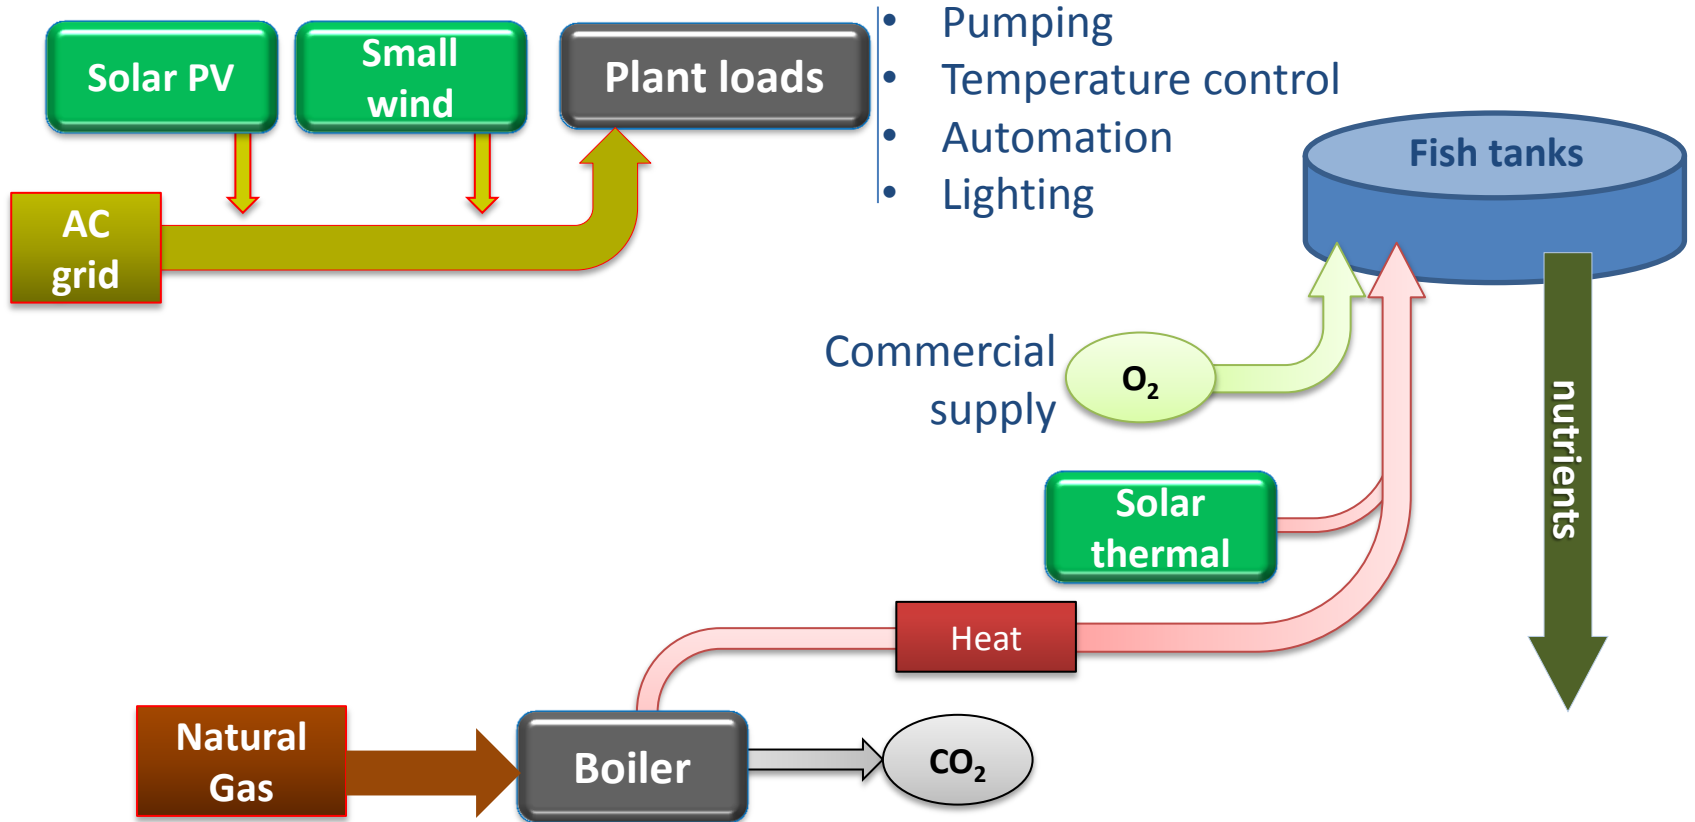 Solar PV
Small
wind
Plant loads
• Pumping
• Temperature control
• Automation
• Lighting
AC
grid
Fish tanks
Commercial
supply
O₂
nutrients
Solar
thermal
Heat
Natural
Gas
Boiler
CO₂